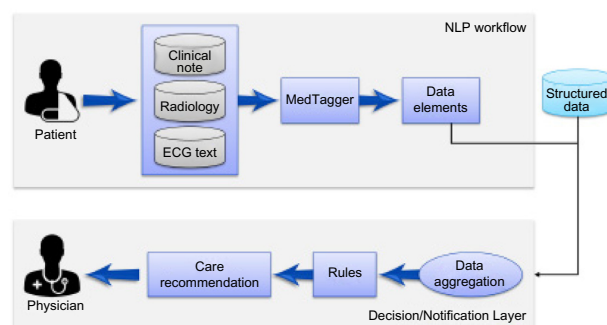 NLP workflow
Clinical
note
Radiology
ECG text
Patient
MedTagger
Data
elements
Structured
data
Physician
Care
recommendation
Rules
Data
aggregation
Decision/Notification Layer